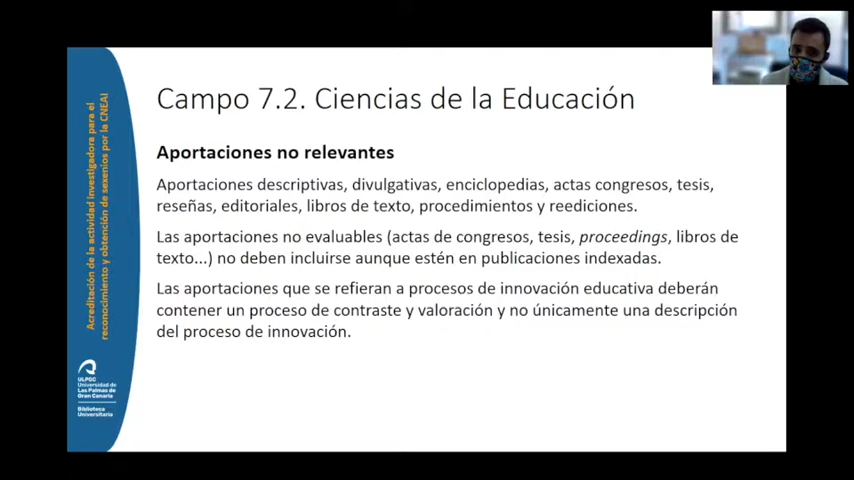 Campo 7.2. Ciencias de la Educación
Aportaciones no relevantes
Aportaciones descriptivas, divulgativas, enciclopedias, actas congresos, tesis,
reseñas, editoriales, libros de texto, procedimientos y reediciones.
Las aportaciones no evaluables (actas de congresos, tesis, proceedings, libros de
texto...) no deben incluirse aunque estén en publicaciones indexadas.
Las aportaciones que se refieran a procesos de innovación educativa deberán
contener un proceso de contraste y valoración y no únicamente una descripción
del proceso de innovación.
Acreditación de la actividad investigadora para el
reconocimiento y obtención de sexenios por la CNEAI
ULPGC
Universidad de
Las Palmas de
Gran Canaria
Biblioteca
Universitaria